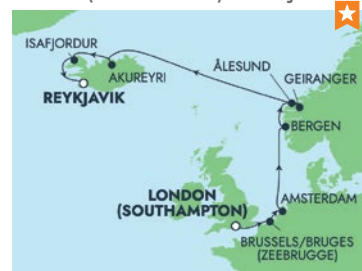 ISAFJORDUR
AKUREYRI
REYKJAVIK
ÅLESUND
GEIRANGER
BERGEN
LONDON
(SOUTHAMPTON)
AMSTERDAM
BRUSSELS/BRUGES
(ZEEBRUGGE)